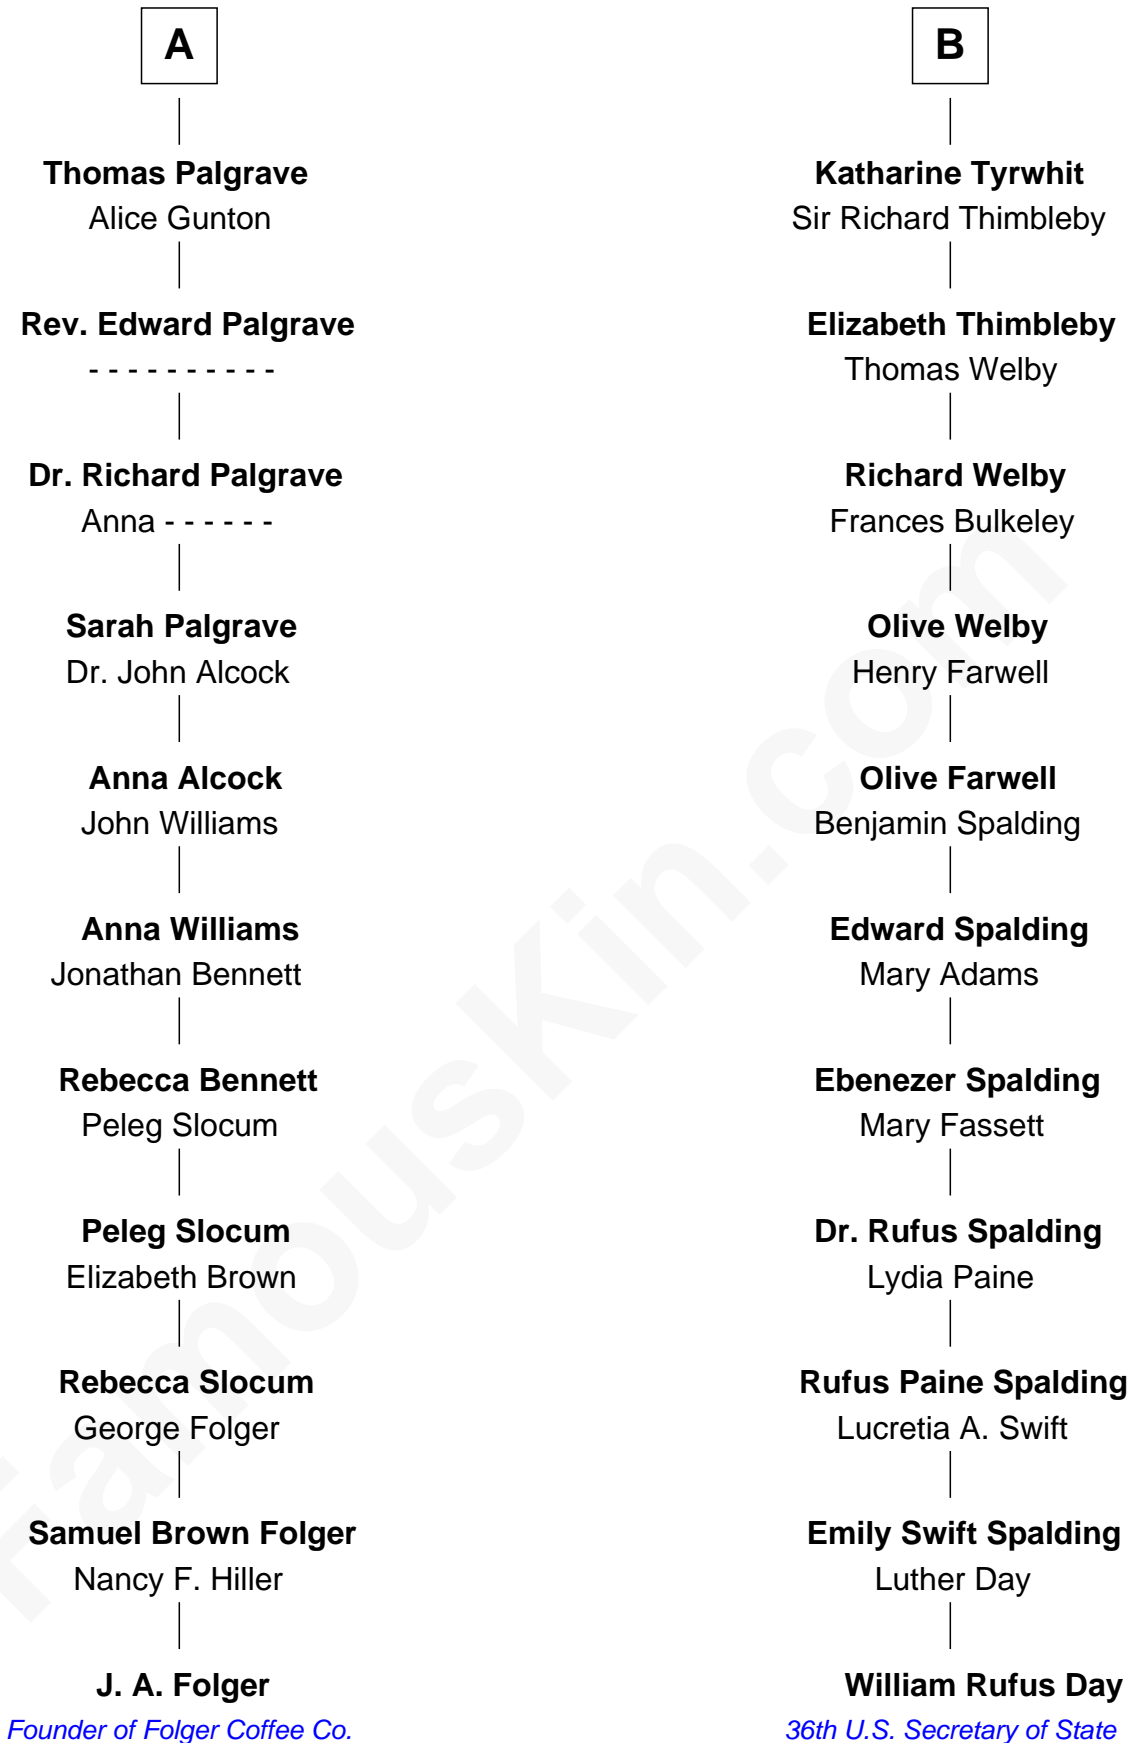 A
Thomas Palgrave
Alice Gunton
Rev. Edward Palgrave
- - - - - - - - - -
Dr. Richard Palgrave
Anna - - - - - -
Sarah Palgrave
Dr. John Alcock
Anna Alcock
John Williams
Anna Williams
Jonathan Bennett
Rebecca Bennett
Peleg Slocum
Peleg Slocum
Elizabeth Brown
Rebecca Slocum
George Folger
Samuel Brown Folger
Nancy F. Hiller
J. A. Folger
Founder of Folger Coffee Co.
B
Katharine Tyrwhit
Sir Richard Thimbleby
Elizabeth Thimbleby
Thomas Welby
Richard Welby
Frances Bulkeley
Olive Welby
Henry Farwell
Olive Farwell
Benjamin Spalding
Edward Spalding
Mary Adams
Ebenezer Spalding
Mary Fassett
Dr. Rufus Spalding
Lydia Paine
Rufus Paine Spalding
Lucretia A. Swift
Emily Swift Spalding
Luther Day
William Rufus Day
36th U.S. Secretary of State
FamousKin.com